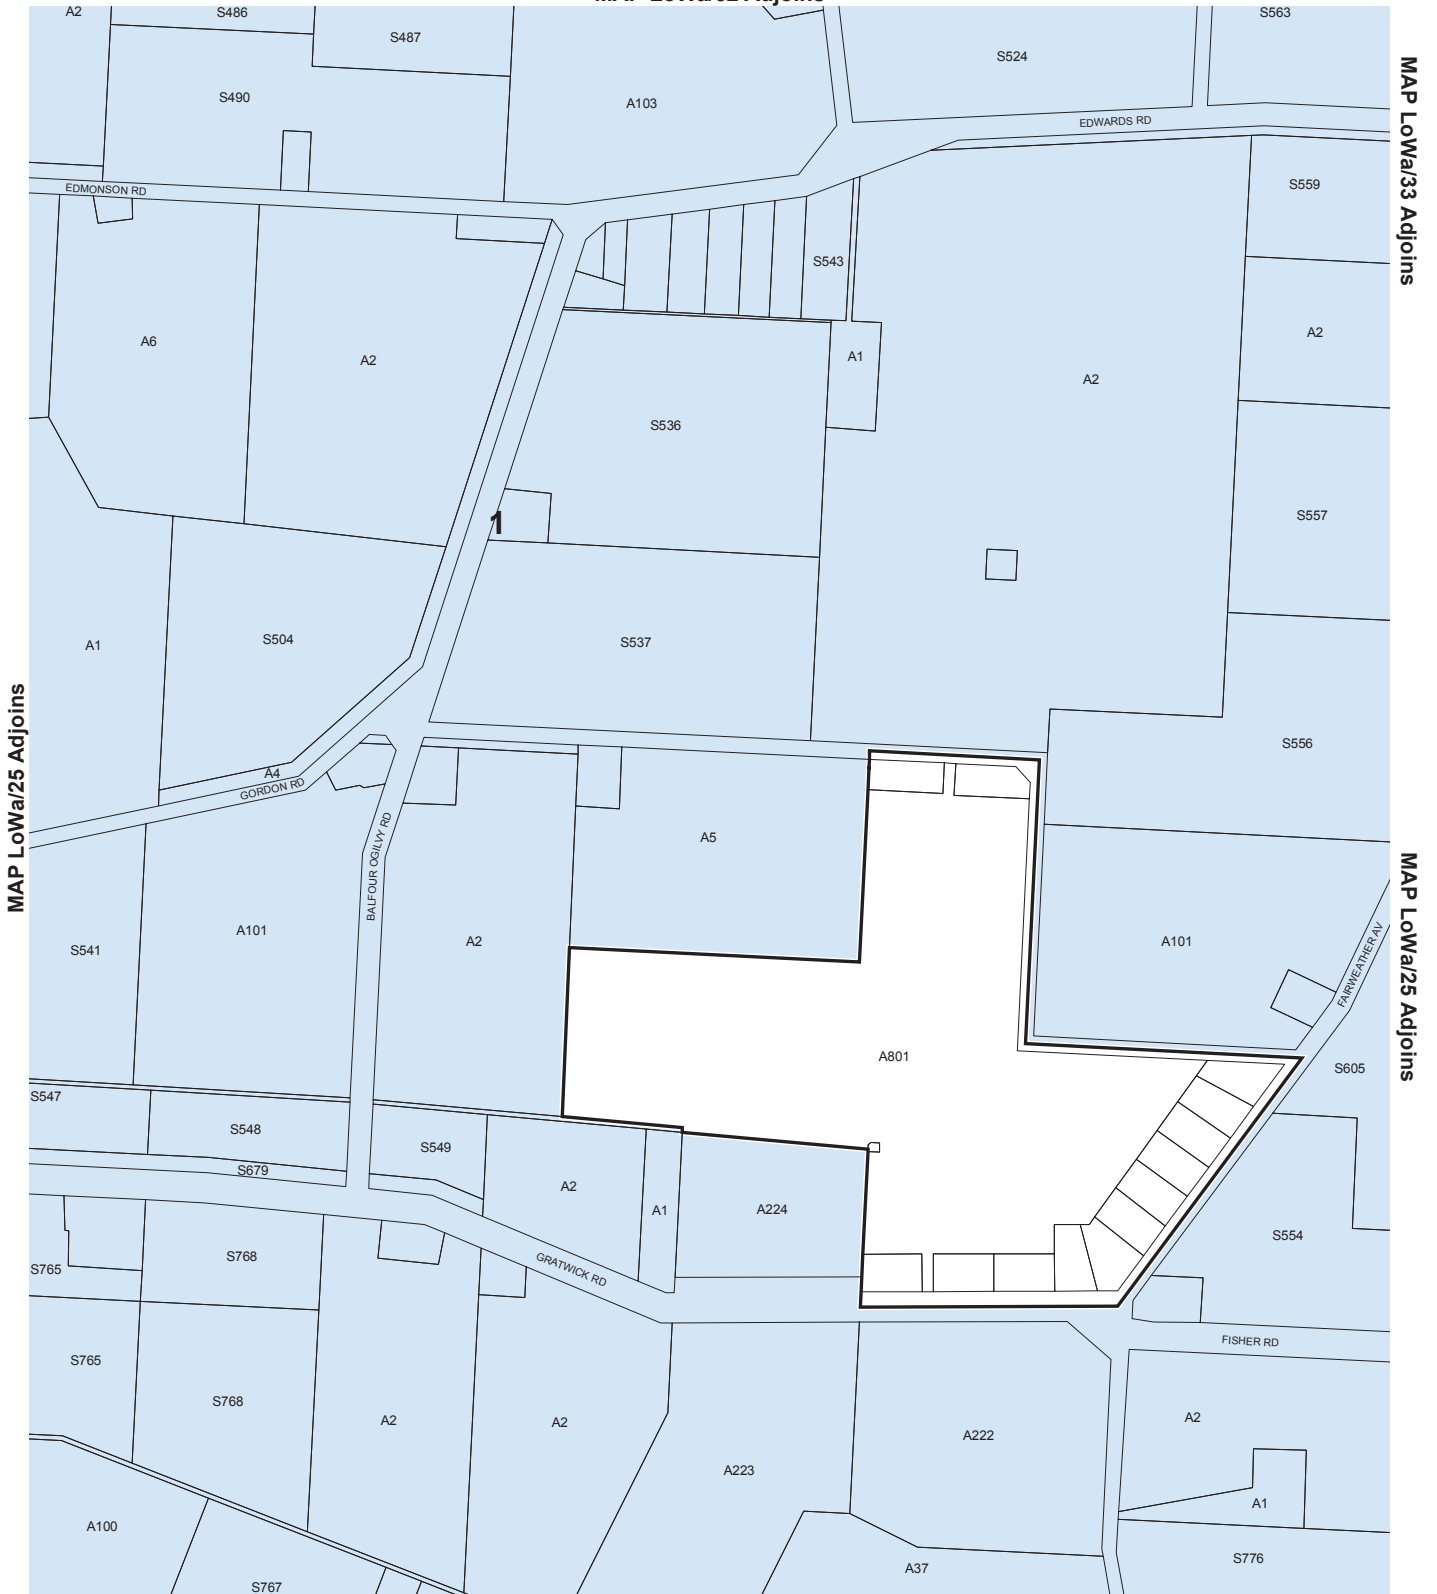 A2
S486
S487
S563
S524
S490
A103
EDWARDS RD
MAP LoWa/33 Adjoins
EDMONSON RD
S559
S543
A2
A6
A2
A1
A2
S536
S557
1
A1
S504
S537
S556
MAP LoWa/25 Adjoins
A4
GORDON RD
BALFOUR OGILVY RD
A5
A101
A2
S541
A101
FAIRWEATHER AV
MAP LoWa/25 Adjoins
A801
S605
S547
S548
S549
S679
A2
A1
A224
S554
S768
S765
GRATWICK RD
FISHER RD
S765
S768
A2
A2
A222
A2
A223
A1
A100
S767
A37
S776